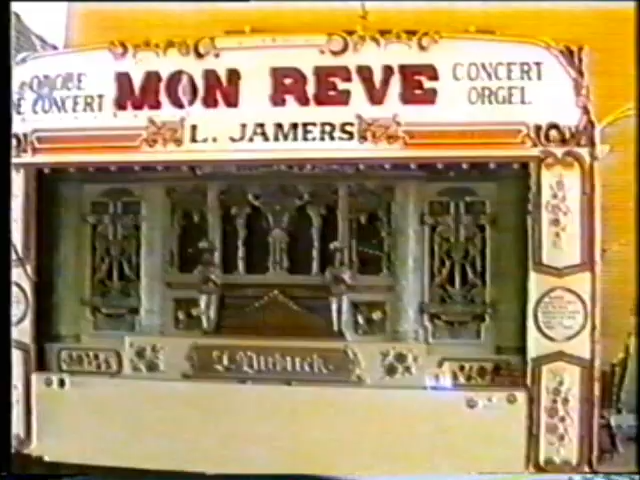 ORGUE
DE CONCERT
MON REVE
CONCERT
ORGEL
L. JAMERS